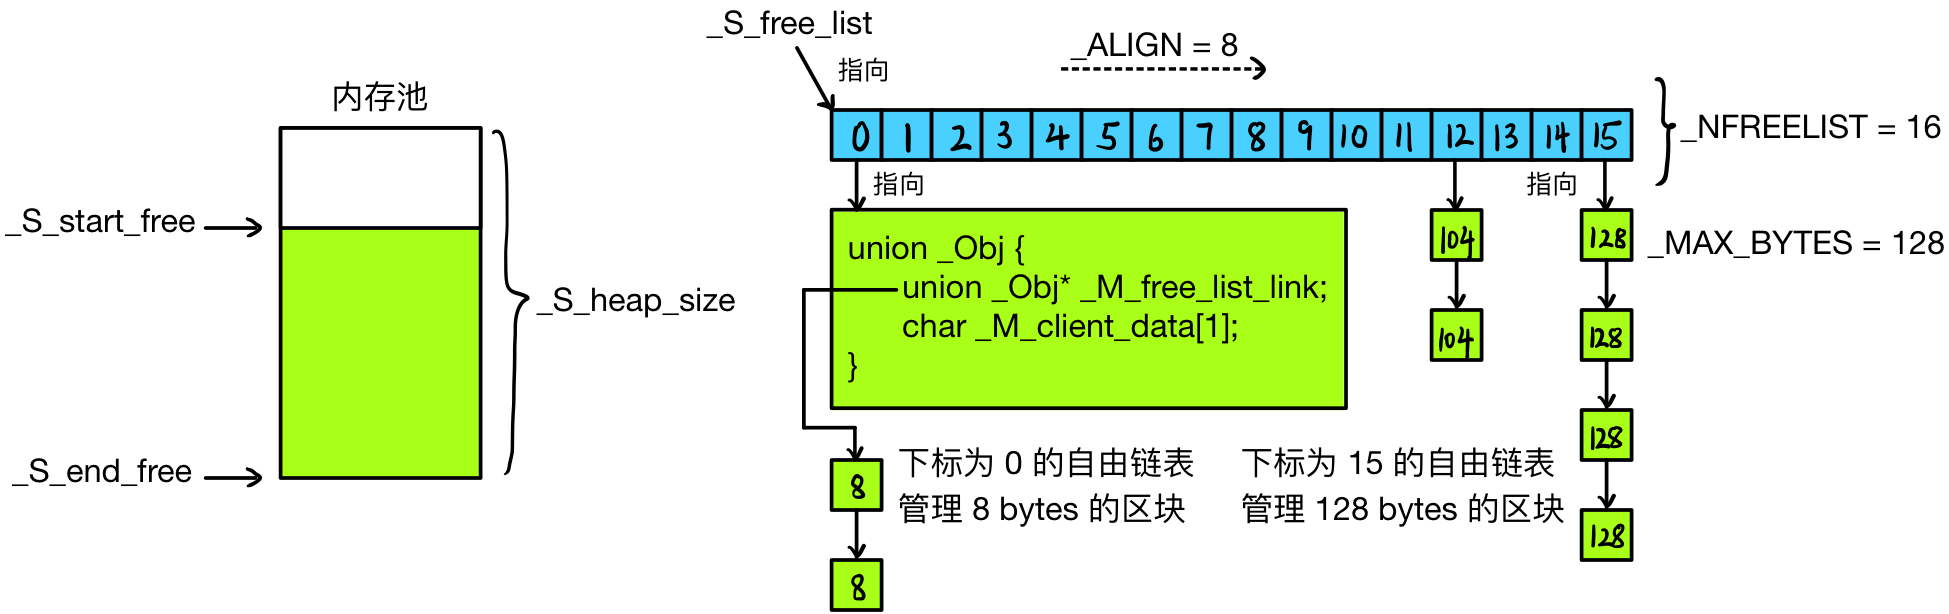 内存池
_S_start_free
_S_end_free
_S_heap_size
_S_free_list
指向
_ALIGN = 8
0 1 2 3 4 5 6 7 8 9 10 11 12 13 14 15
_NFREELIST = 16
指向
指向
union _Obj {
union _Obj* _M_free_list_link;
char _M_client_data[1];
}
104
104
128
_MAX_BYTES = 128
128
128
128
8
8
下标为 0 的自由链表
管理 8 bytes 的区块
下标为 15 的自由链表
管理 128 bytes 的区块